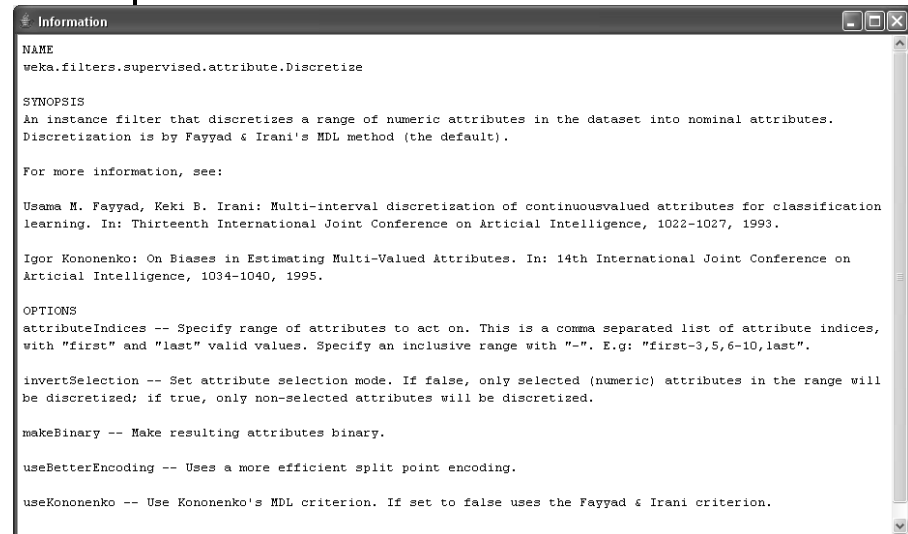 Information
NAME
weka.filters.supervised.attribute.Discretize
SYNOPSIS
An instance filter that discretizes a range of numeric attributes in the dataset into nominal attributes.
Discretization is by Fayyad & Irani's MDL method (the default).
For more information, see:
Usama M. Fayyad, Keki B. Irani: Multi-interval discretization of continuousvalued attributes for classification
learning. In: Thirteenth International Joint Conference on Articial Intelligence, 1022-1027, 1993.
Igor Kononenko: On Biases in Estimating Multi-Valued Attributes. In: 14th International Joint Conference on
Articial Intelligence, 1034-1040, 1995.
OPTIONS
attributeIndices -- Specify range of attributes to act on. This is a comma separated list of attribute indices,
with "first" and "last" valid values. Specify an inclusive range with "-". E.g: "first-3,5,6-10,last".
invertSelection -- Set attribute selection mode. If false, only selected (numeric) attributes in the range will
be discretized; if true, only non-selected attributes will be discretized.
makeBinary -- Make resulting attributes binary.
useBetterEncoding -- Uses a more efficient split point encoding.
useKononenko -- Use Kononenko's MDL criterion. If set to false uses the Fayyad & Irani criterion.